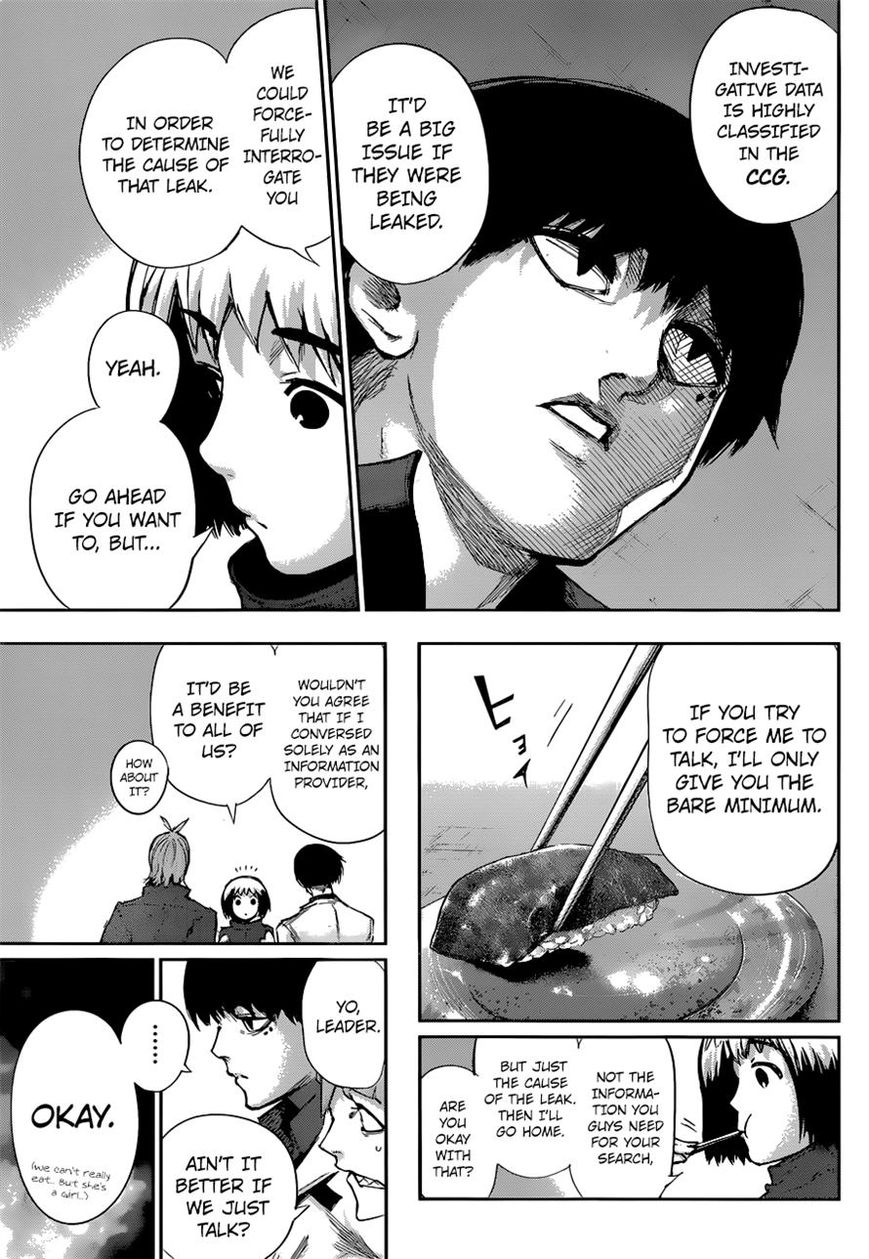 INVESTI-
GATIVE DATA
IS HIGHLY
CLASSIFIED
IN THE
CCG.
IT'D
BE A BIG
ISSUE IF
THEY WERE
BEING
LEAKED.
WE
COULD
FORCE-
FULLY
INTERRO-
GATE
YOU
IN ORDER
TO DETERMINE
THE CAUSE OF
THAT LEAK.
YEAH.
GO AHEAD
IF YOU WANT
TO, BUT...
IF YOU TRY
TO FORCE ME TO
TALK, I'LL ONLY
GIVE YOU THE
BARE MINIMUM.
ヒョイ
NOT THE
INFORMA-
TION YOU
GUYS NEED
FOR YOUR
SEARCH,
BUT JUST
THE CAUSE
OF THE LEAK.
THEN I'LL
GO HOME.
ARE
YOU
OKAY
WITH
THAT?
WOULDN'T
YOU AGREE
THAT IF I
CONVERSED
SOLELY AS AN
INFORMATION
PROVIDER,
IT'D BE
A BENEFIT
TO ALL OF
US?
HOW
ABOUT
IT?
YO,
LEADER.
AIN'T IT
BETTER IF
WE JUST
TALK?
......
OKAY.
(we can't really
eat.. But she's
a girl..)